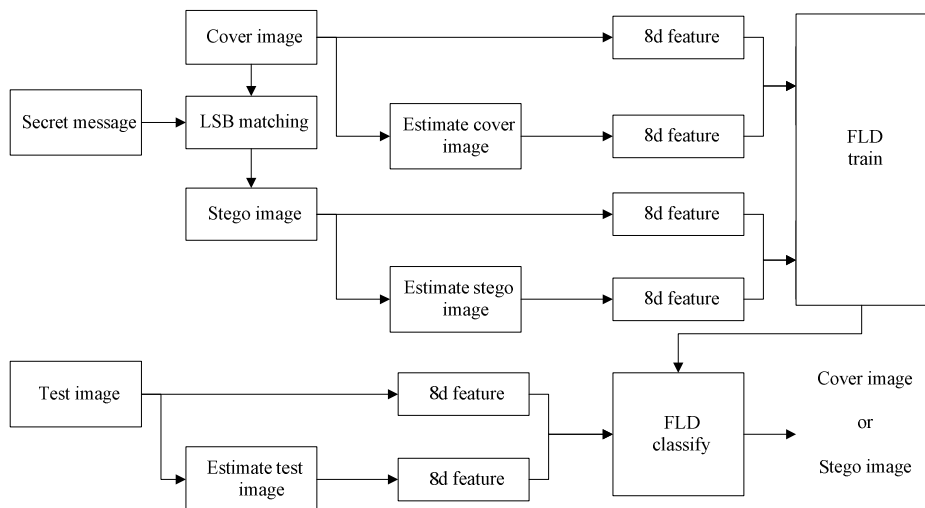 Cover image
8d feature
Secret message
LSB matching
Estimate cover
image
8d feature
FLD
train
Stego image
8d feature
Estimate stego
image
8d feature
Test image
8d feature
Estimate test
image
8d feature
FLD
classify
Cover image
or
Stego image